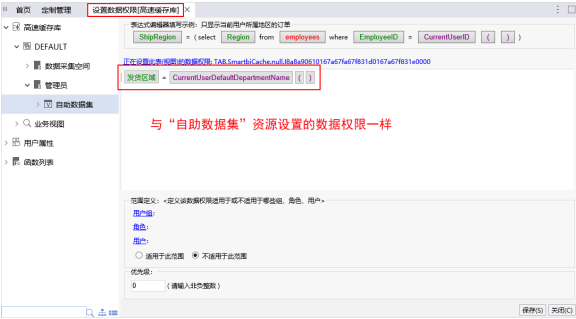 首页 定制管理 设置数据权限[高速缓存库] ×
高速缓存库
DEFAULT
数据采集空间
管理员
自助数据集
业务视图
用户属性
函数列表
表达式编辑器填写示例：只显示当前用户所属地区的订单
ShipRegion = ( select Region from employees where EmployeeID = CurrentUserID ( ) )
正在设置此表(视图)的数据权限: TAB.SmartbiCache.null.I8a8a90610167a67fa67f831d0167a67f831e0000
发货区域 = CurrentUserDefaultDepartmentName ( )
与“自助数据集”资源设置的数据权限一样
范围定义：<定义该数据权限适用于或不适用于哪些组、角色、用户>
用户组:
角色:
用户:
适用于此范围 不适用于此范围
优先级:
0 （请输入非负整数）
保存(S) 关闭(C)